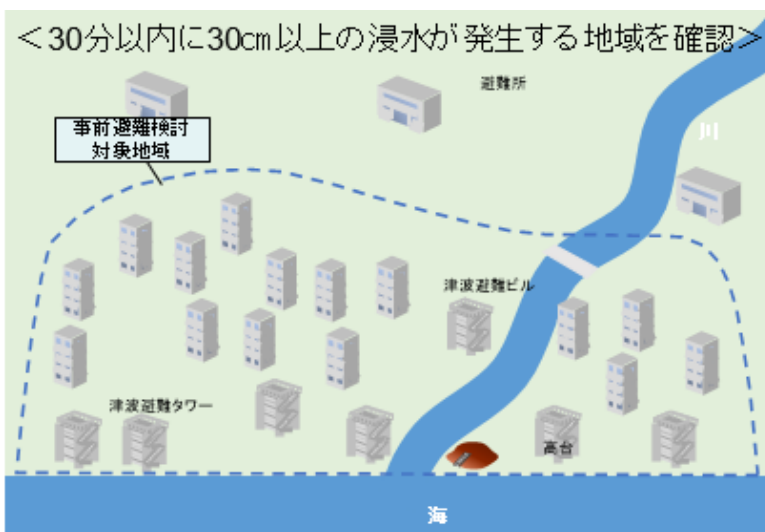 <30分以内に30㎝以上の浸水が発生する地域を確認>
避難所
事前避難検討
対象地域
川
津波避難ビル
津波避難タワー
高台
海